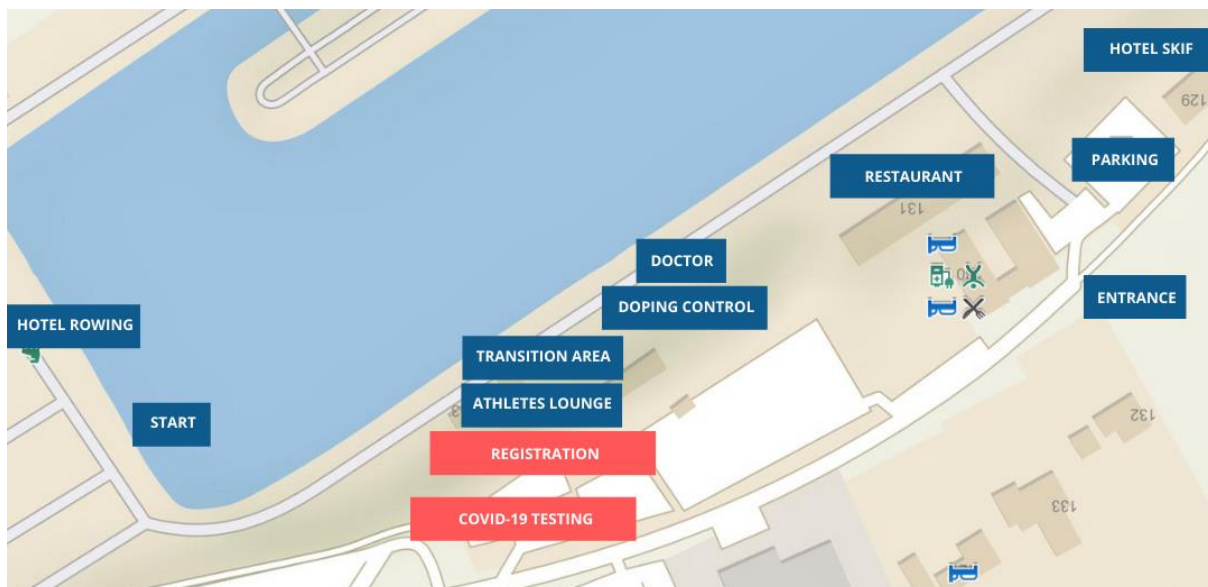 HOTEL SKIF
129
PARKING
RESTAURANT
131
DOCTOR
ENTRANCE
DOPING CONTROL
HOTEL ROWING
TRANSITION AREA
ATHLETES LOUNGE
START
132
REGISTRATION
133
COVID-19 TESTING